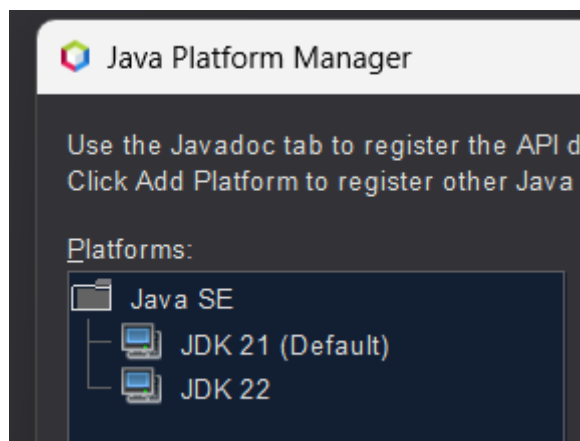 Java Platform Manager
Use the Javadoc tab to register the API d
Click Add Platform to register other Java
Platforms:
Java SE
JDK 21 (Default)
JDK 22